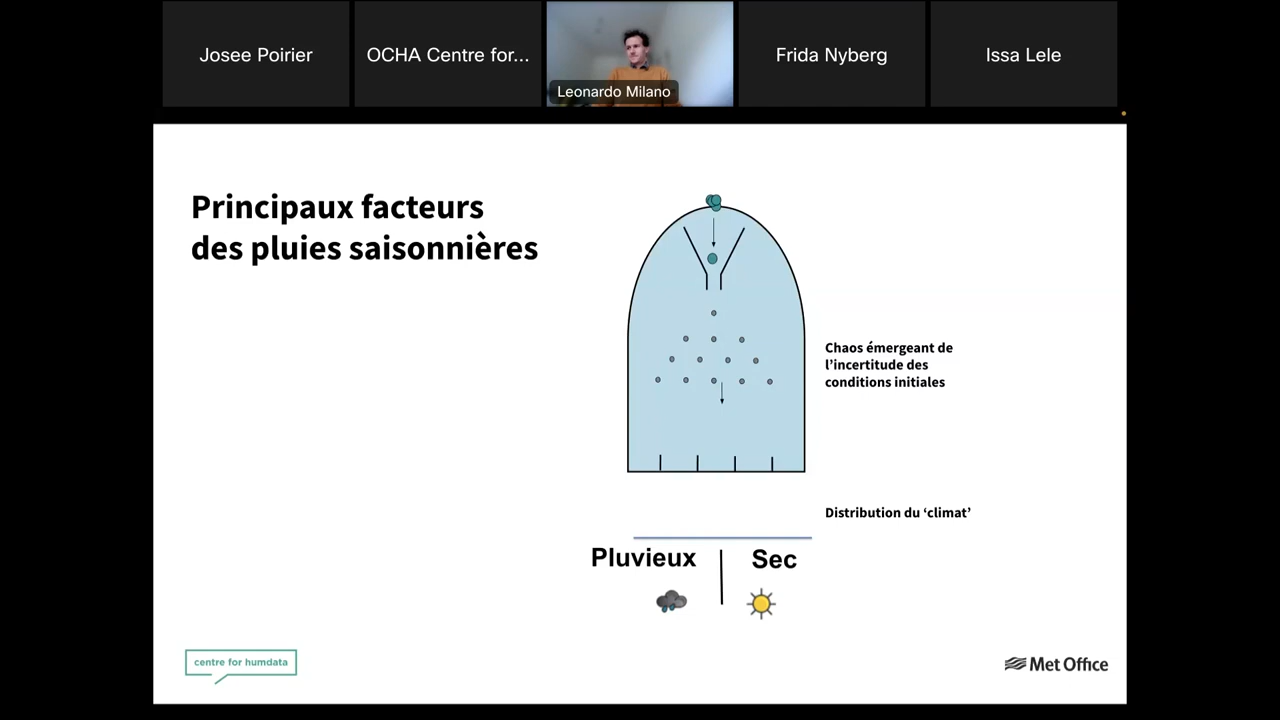 Josee Poirier
OCHA Centre for...
Leonardo Milano
Frida Nyberg
Issa Lele
Principaux facteurs
des pluies saisonnières
Chaos émergeant de
l'incertitude des
conditions initiales
Distribution du ‘climat’
Pluvieux
Sec
centre for humdata
Met Office